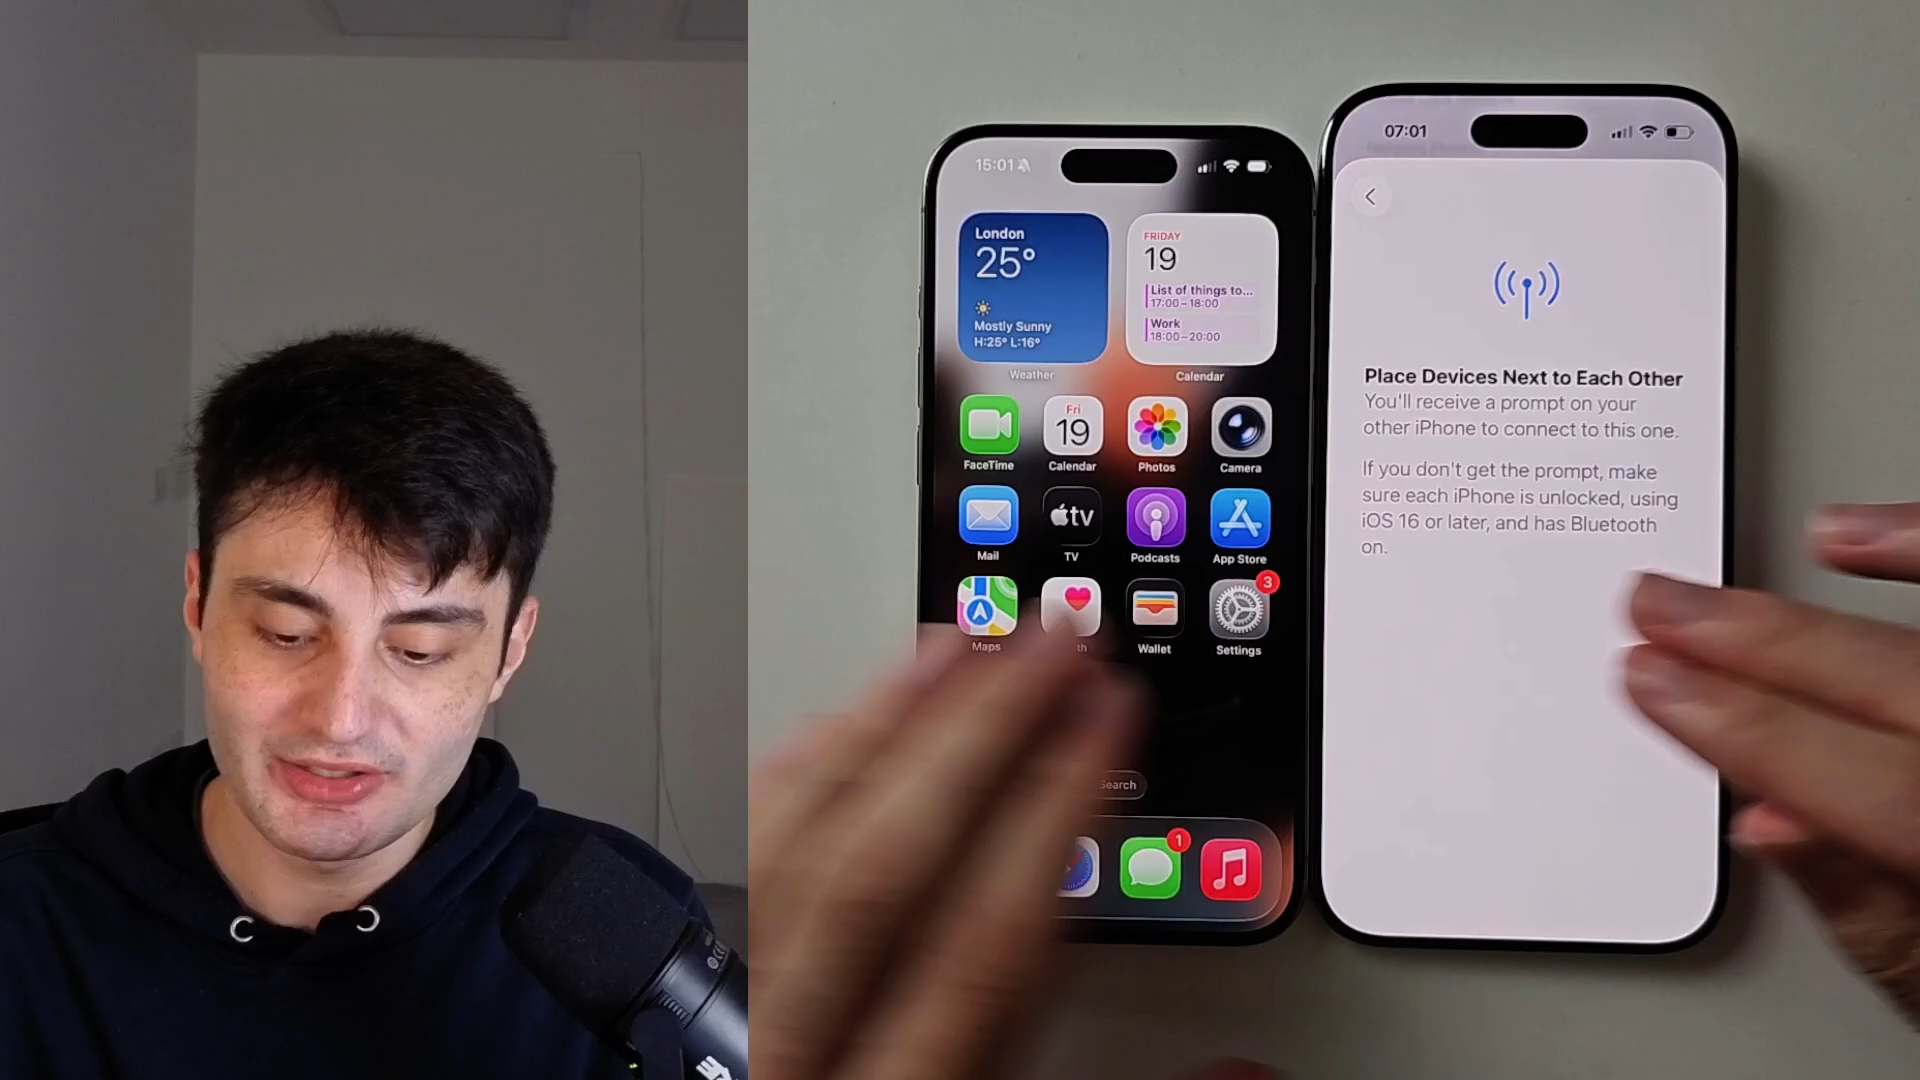 15:01
London
25°
Mostly Sunny
H:25° L:16°
Weather
FRIDAY
19
List of things to...
17:00–18:00
Work
18:00–20:00
Calendar
FaceTime
Fri
19
Calendar
Photos
Camera
Mail
tv
TV
Podcasts
App Store
Maps
th
Wallet
3
Settings
Search
1
07:01
Place Devices Next to Each Other
You'll receive a prompt on your
other iPhone to connect to this one.
If you don't get the prompt, make
sure each iPhone is unlocked, using
iOS 16 or later, and has Bluetooth
on.